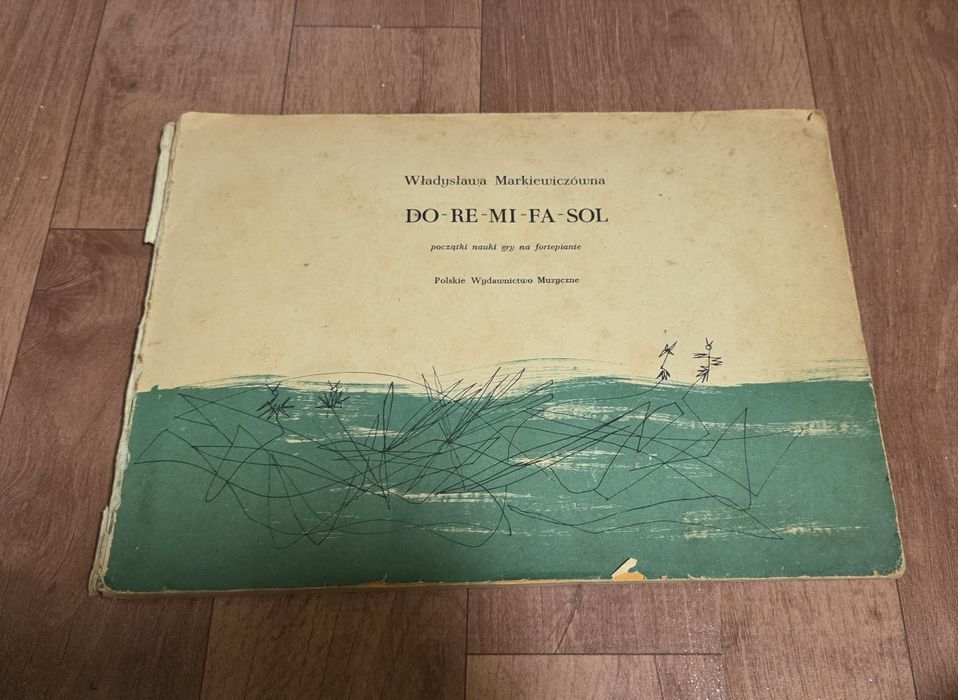 Władysława Markiewiczówna
DO-RE-MI-FA-SOL
początki nauki gry na fortepianie
Polskie Wydawnictwo Muzyczne